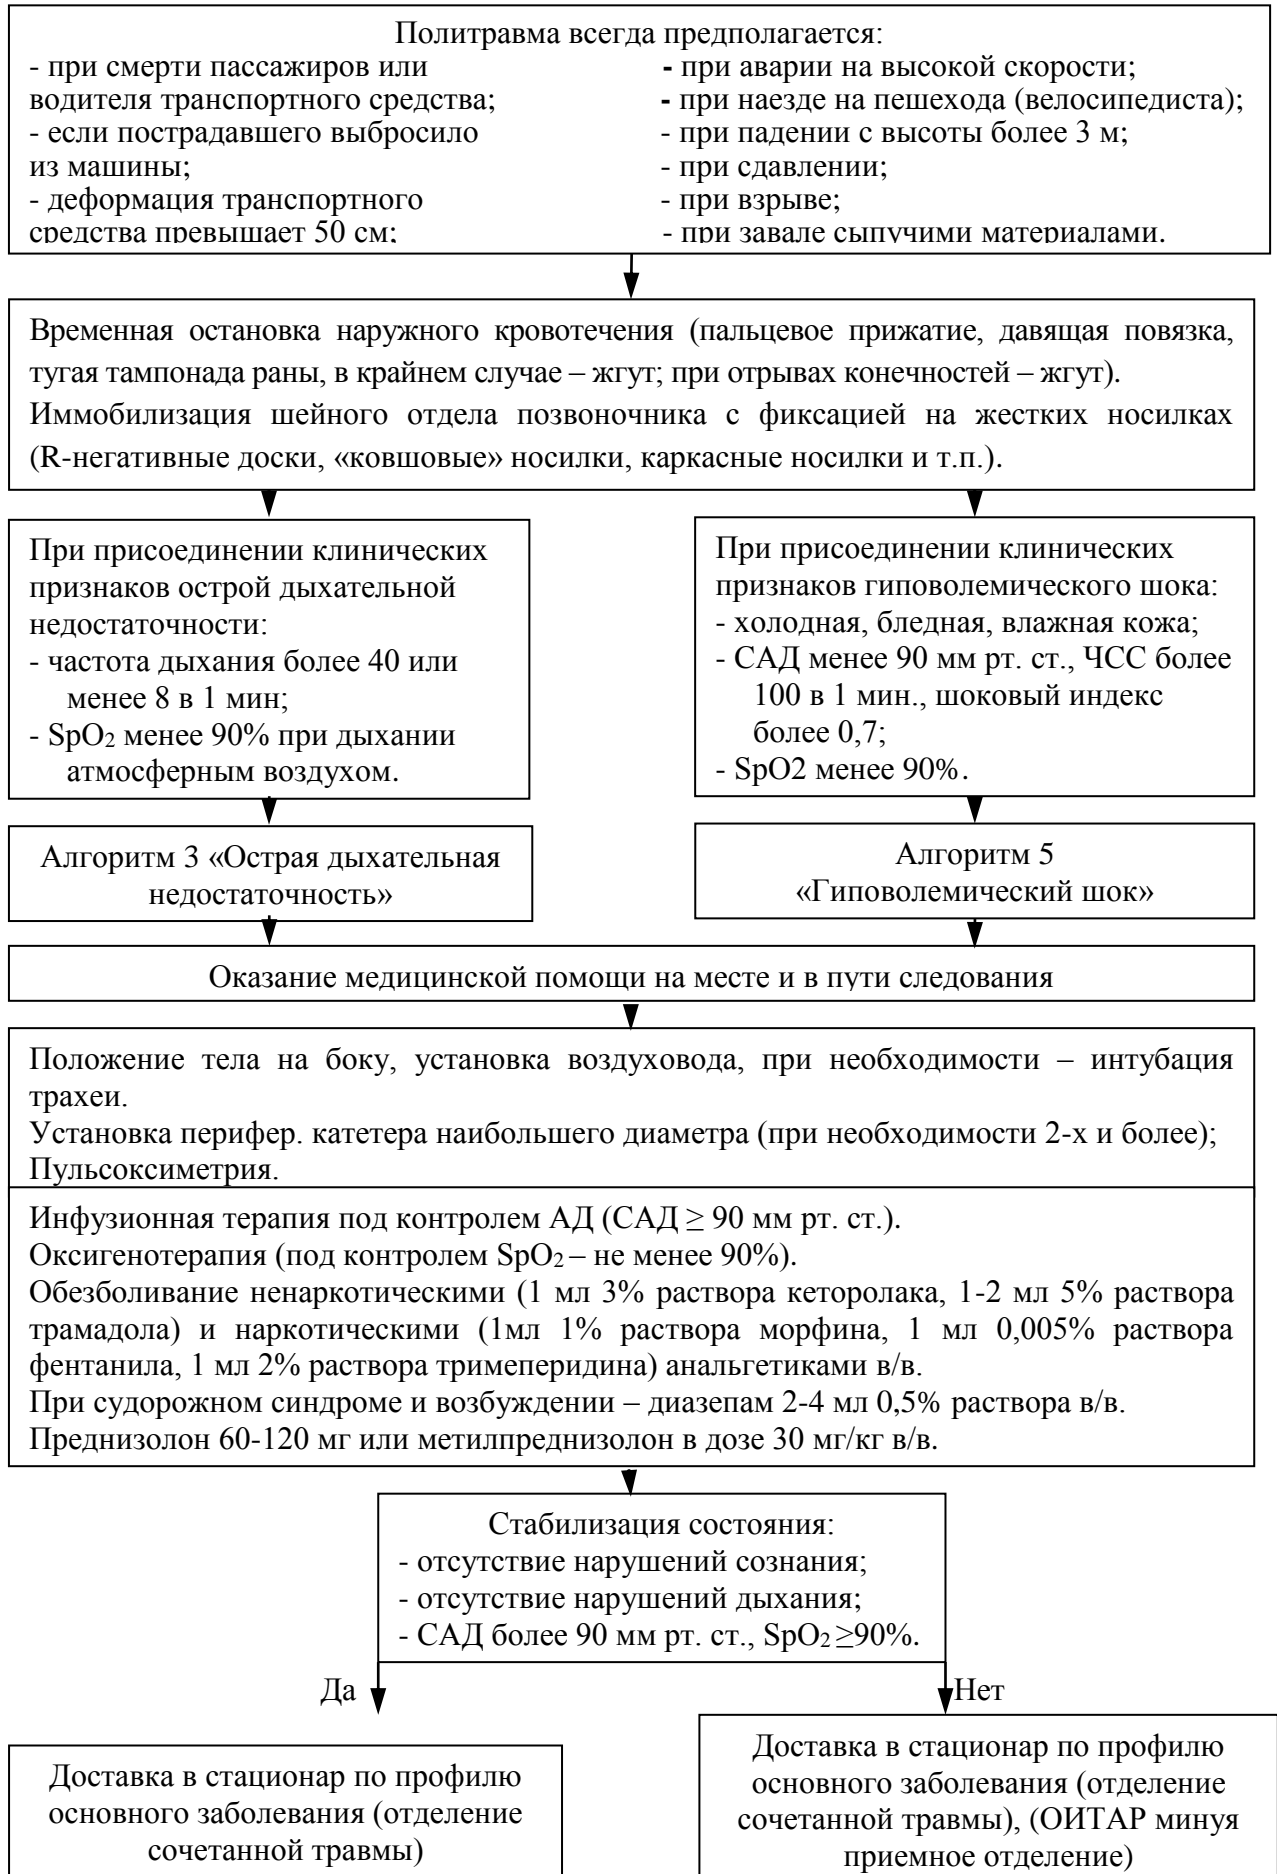 Политравма всегда предполагается:
- при смерти пассажиров или
водителя транспортного средства;
- если пострадавшего выбросило
из машины;
- деформация транспортного
средства превышает 50 см;
- при аварии на высокой скорости;
- при наезде на пешехода (велосипедиста);
- при падении с высоты более 3 м;
- при сдавлении;
- при взрыве;
- при завале сыпучими материалами.
Временная остановка наружного кровотечения (пальцевое прижатие, давящая повязка,
тугая тампонада раны, в крайнем случае – жгут; при отрывах конечностей – жгут).
Иммобилизация шейного отдела позвоночника с фиксацией на жестких носилках
(R-негативные доски, «ковшовые» носилки, каркасные носилки и т.п.).
При присоединении клинических
признаков острой дыхательной
недостаточности:
- частота дыхания более 40 или
менее 8 в 1 мин;
- SpO2 менее 90% при дыхании
атмосферным воздухом.
При присоединении клинических
признаков гиповолемического шока:
- холодная, бледная, влажная кожа;
- САД менее 90 мм рт. ст., ЧСС более
100 в 1 мин., шоковый индекс
более 0,7;
- SpO2 менее 90%.
Алгоритм 3 «Острая дыхательная
недостаточность»
Алгоритм 5
«Гиповолемический шок»
Оказание медицинской помощи на месте и в пути следования
Положение тела на боку, установка воздуховода, при необходимости – интубация
трахеи.
Установка перифер. катетера наибольшего диаметра (при необходимости 2-х и более);
Пульсоксиметрия.
Инфузионная терапия под контролем АД (САД ≥ 90 мм рт. ст.).
Оксигенотерапия (под контролем SpO2 – не менее 90%).
Обезболивание ненаркотическими (1 мл 3% раствора кеторолака, 1-2 мл 5% раствора
трамадола) и наркотическими (1мл 1% раствора морфина, 1 мл 0,005% раствора
фентанила, 1 мл 2% раствора тримеперидина) анальгетиками в/в.
При судорожном синдроме и возбуждении – диазепам 2-4 мл 0,5% раствора в/в.
Преднизолон 60-120 мг или метилпреднизолон в дозе 30 мг/кг в/в.
Стабилизация состояния:
- отсутствие нарушений сознания;
- отсутствие нарушений дыхания;
- САД более 90 мм рт. ст., SpO2 ≥90%.
Да
Нет
Доставка в стационар по профилю
основного заболевания (отделение
сочетанной травмы)
Доставка в стационар по профилю
основного заболевания (отделение
сочетанной травмы), (ОИТАР минуя
приемное отделение)